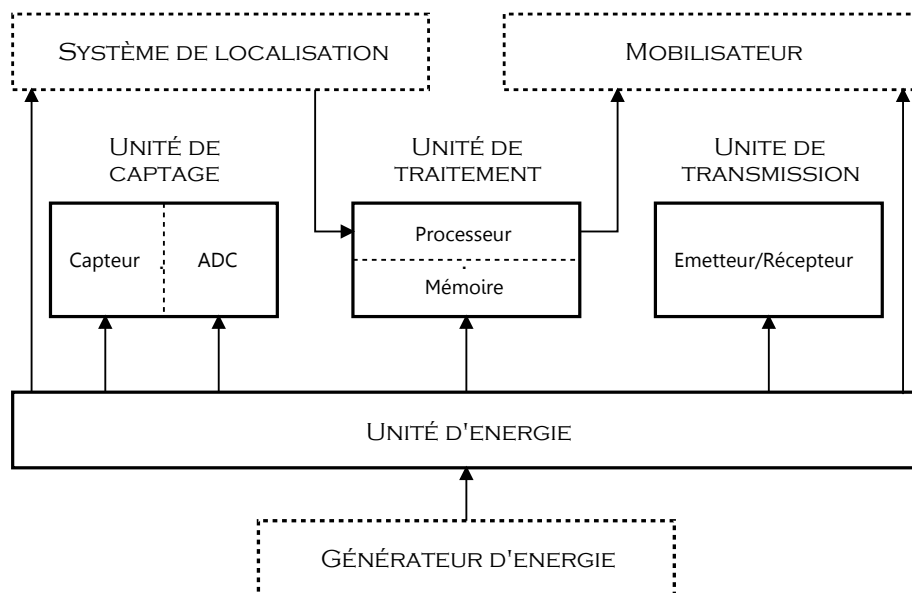 Système de localisation
Mobilisateur
Unité de
captage
Unité de
traitement
Unite de
transmission
Capteur
ADC
Processeur
Mémoire
Emetteur/Récepteur
Unité d'energie
Générateur d'energie